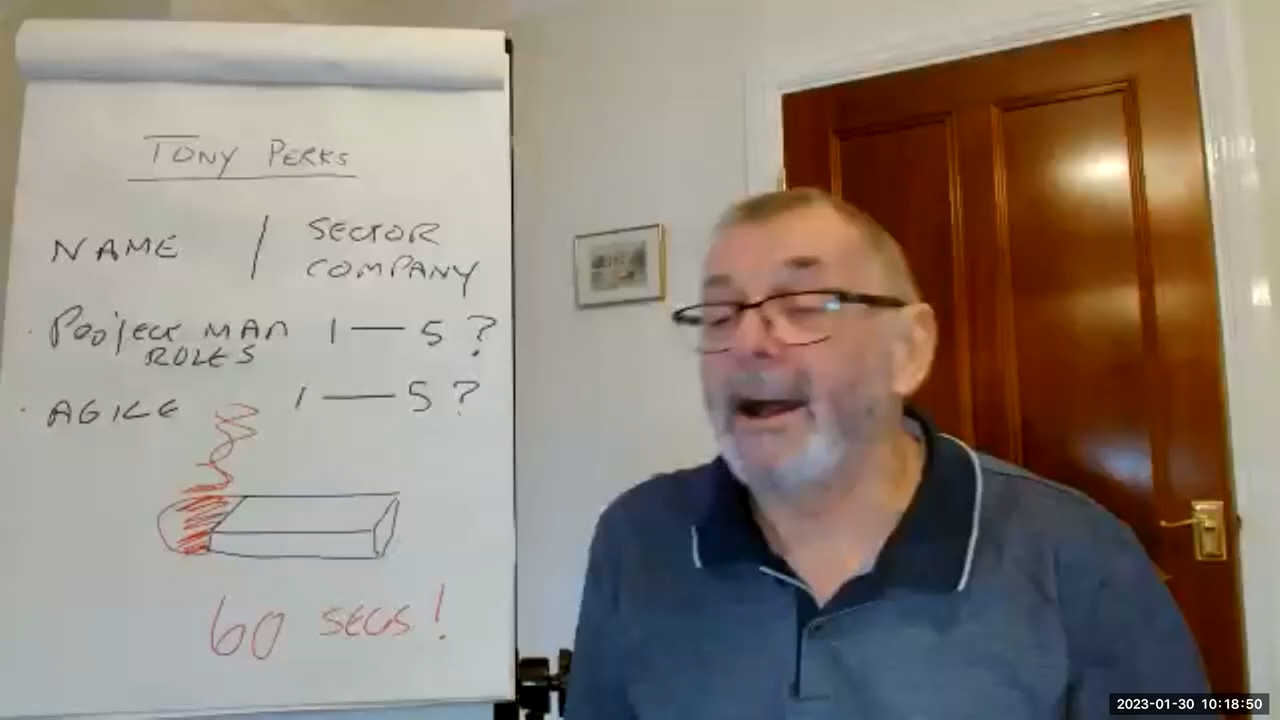 TONY PERKS
NAME / SECTOR
COMPANY
· Project MAN 1 — 5 ?
ROLES
· AGILE 1 — 5 ?
60 SECS!
2023-01-30 10:18:50